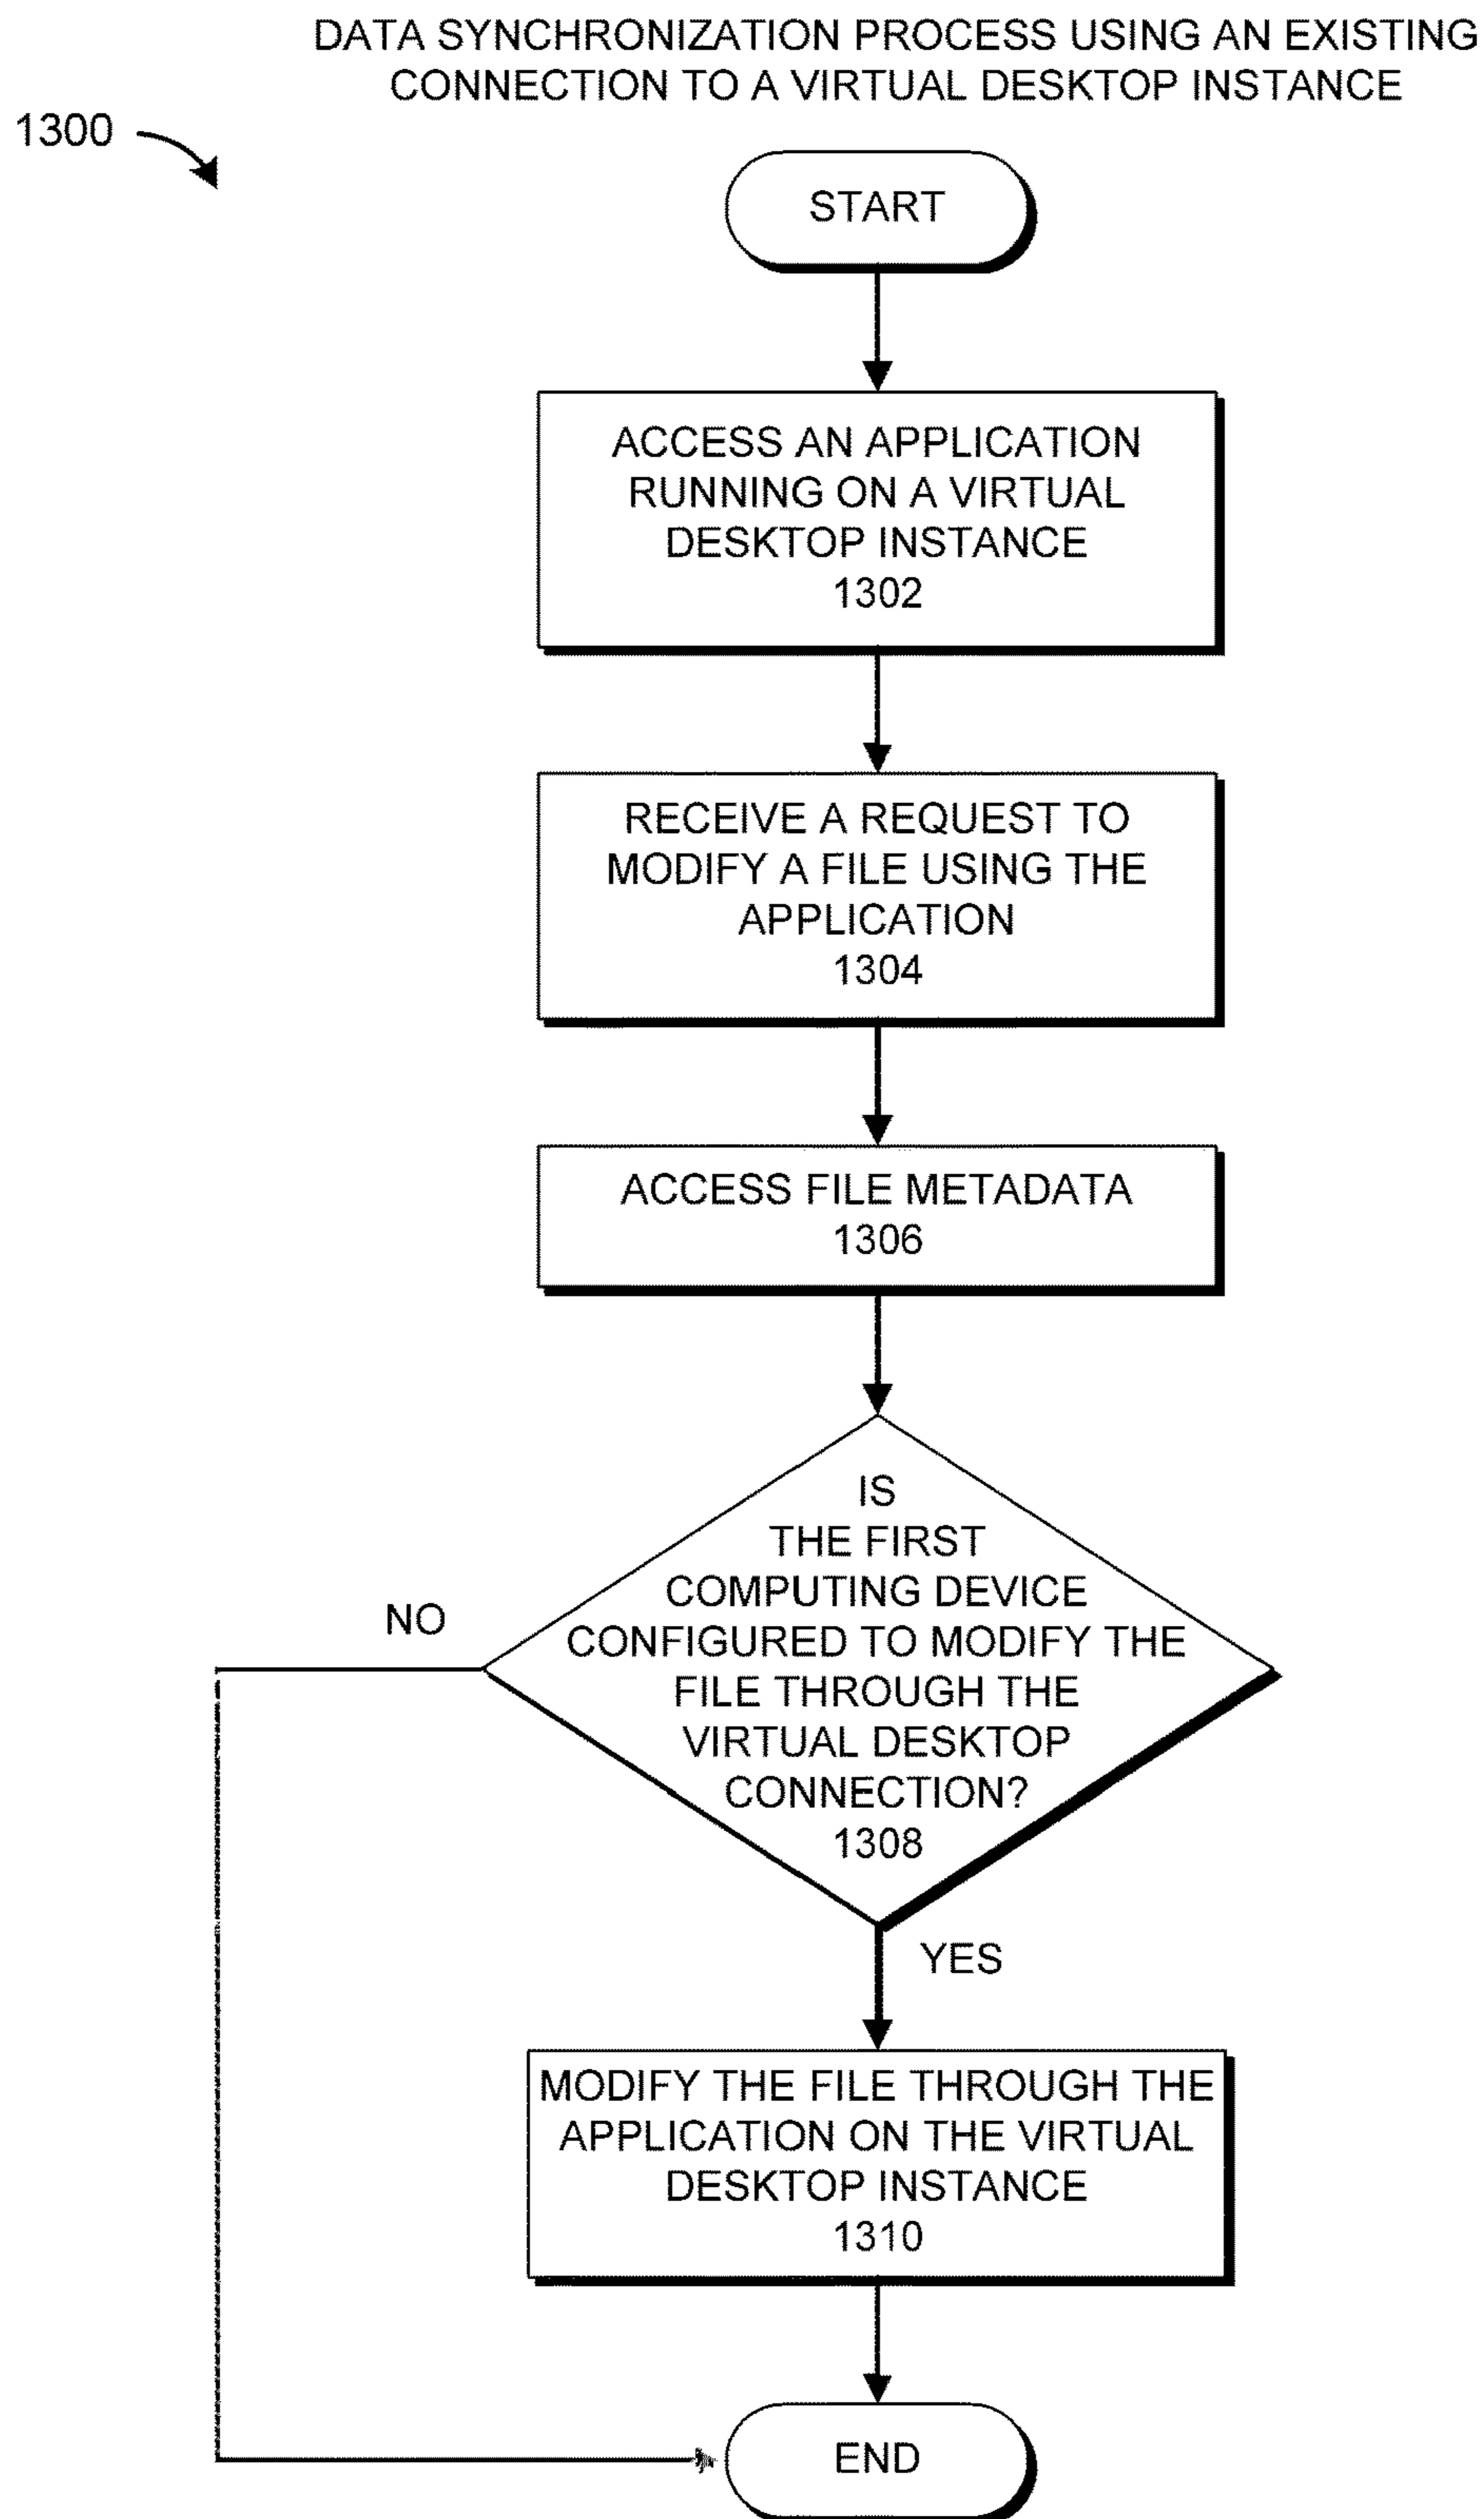 DATA SYNCHRONIZATION PROCESS USING AN EXISTING
CONNECTION TO A VIRTUAL DESKTOP INSTANCE
1300
START
ACCESS AN APPLICATION
RUNNING ON A VIRTUAL
DESKTOP INSTANCE
1302
RECEIVE A REQUEST TO
MODIFY A FILE USING THE
APPLICATION
1304
ACCESS FILE METADATA
1306
IS
THE FIRST
COMPUTING DEVICE
CONFIGURED TO MODIFY THE
FILE THROUGH THE
VIRTUAL DESKTOP
CONNECTION?
1308
NO
YES
MODIFY THE FILE THROUGH THE
APPLICATION ON THE VIRTUAL
DESKTOP INSTANCE
1310
END